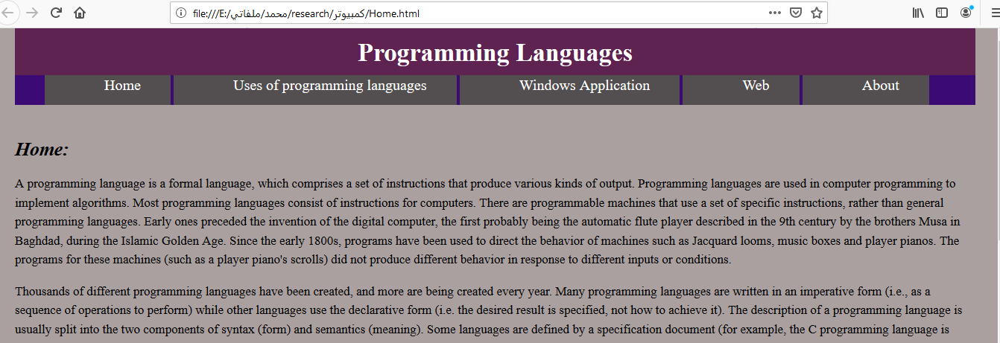 file:///E:/محمد/ملفاتي/research/كمبيوتر/Home.html
Programming Languages
Home Uses of programming languages Windows Application Web About
Home:
A programming language is a formal language, which comprises a set of instructions that produce various kinds of output. Programming languages are used in computer programming to
implement algorithms. Most programming languages consist of instructions for computers. There are programmable machines that use a set of specific instructions, rather than general
programming languages. Early ones preceded the invention of the digital computer, the first probably being the automatic flute player described in the 9th century by the brothers Musa in
Baghdad, during the Islamic Golden Age. Since the early 1800s, programs have been used to direct the behavior of machines such as Jacquard looms, music boxes and player pianos. The
programs for these machines (such as a player piano's scrolls) did not produce different behavior in response to different inputs or conditions.
Thousands of different programming languages have been created, and more are being created every year. Many programming languages are written in an imperative form (i.e., as a
sequence of operations to perform) while other languages use the declarative form (i.e. the desired result is specified, not how to achieve it). The description of a programming language is
usually split into the two components of syntax (form) and semantics (meaning). Some languages are defined by a specification document (for example, the C programming language is